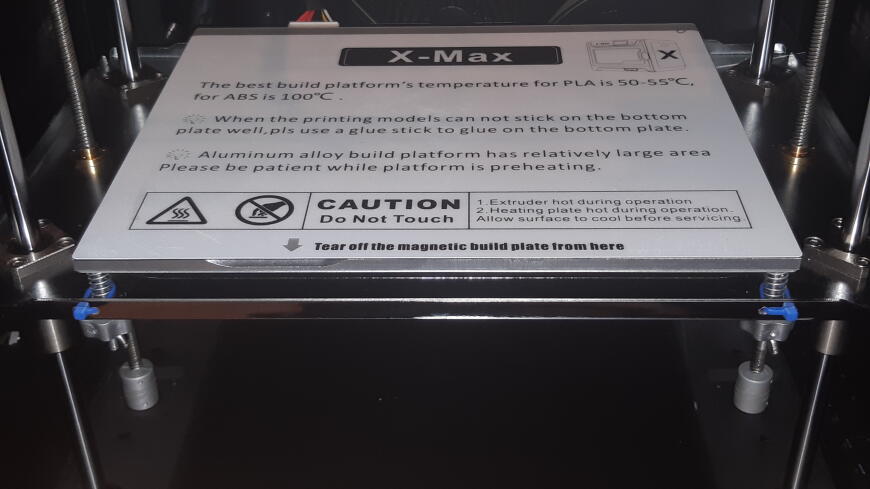 X-Max
X
The best build platform's temperature for PLA is 50-55℃,
for ABS is 100℃ .
When the printing models can not stick on the bottom
plate well,pls use a glue stick to glue on the bottom plate.
Aluminum alloy build platform has relatively large area
Please be patient while platform is preheating.
CAUTION
Do Not Touch
1.Extruder hot during operation
2.Heating plate hot during operation.
Allow surface to cool before servicing.
Tear off the magnetic build plate from here